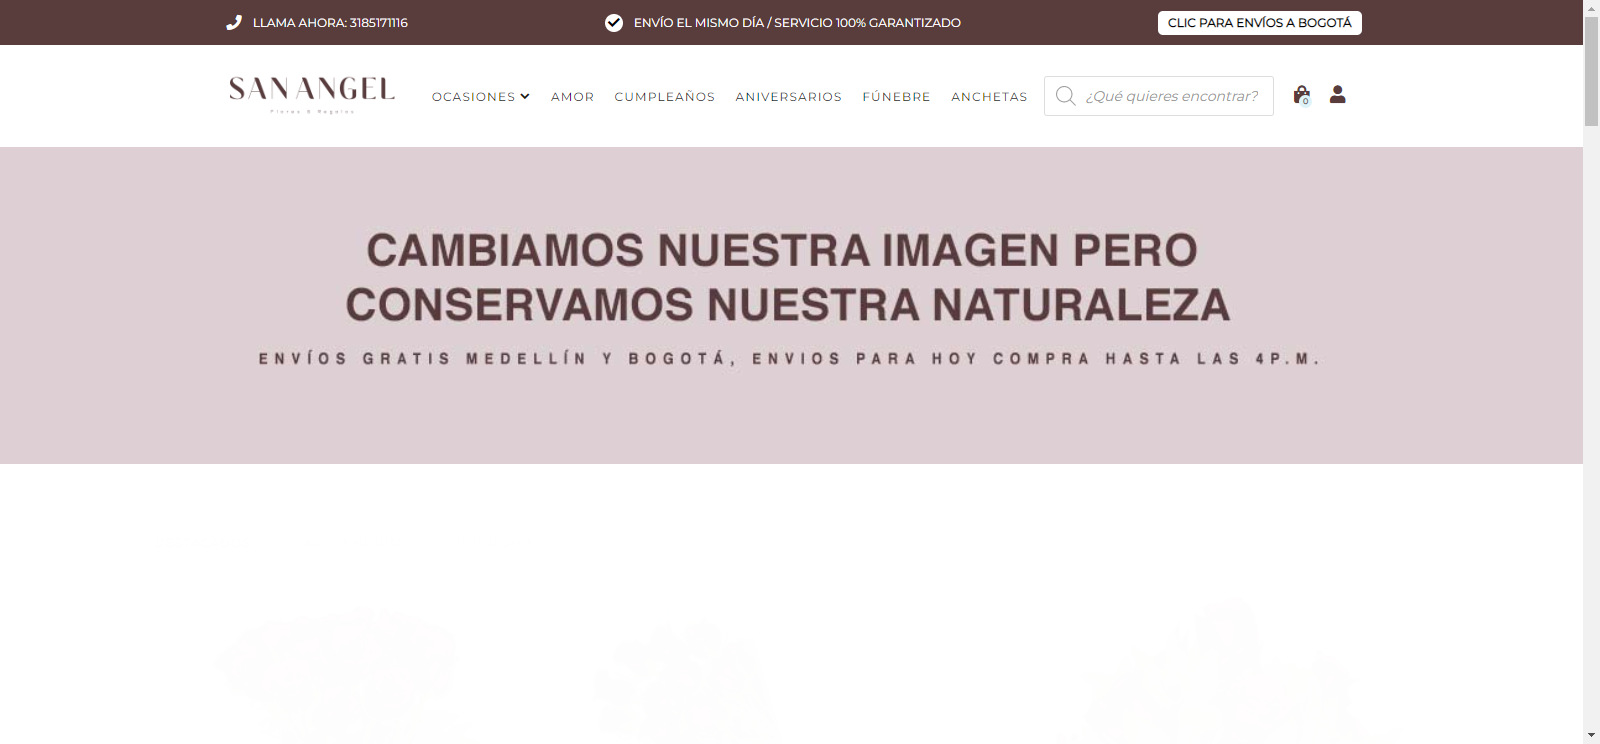 LLAMA AHORA: 3185171116
ENVÍO EL MISMO DÍA / SERVICIO 100% GARANTIZADO
CLIC PARA ENVÍOS A BOGOTÁ
SAN ANGEL
Flores & Regalos
OCASIONES
AMOR
CUMPLEAÑOS
ANIVERSARIOS
FÚNEBRE
ANCHETAS
¿Qué quieres encontrar?
0
CAMBIAMOS NUESTRA IMAGEN PERO
CONSERVAMOS NUESTRA NATURALEZA
ENVÍOS GRATIS MEDELLÍN Y BOGOTÁ, ENVIOS PARA HOY COMPRA HASTA LAS 4P.M.